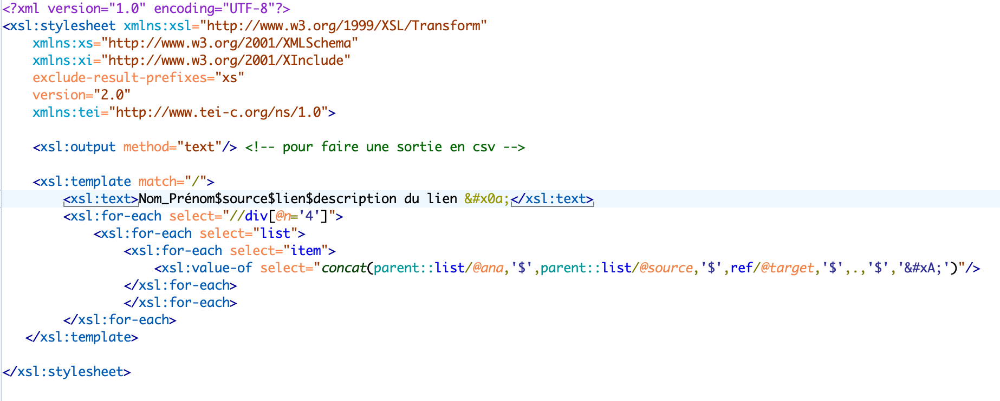 <?xml version="1.0" encoding="UTF-8"?>
<xsl:stylesheet xmlns:xsl="http://www.w3.org/1999/XSL/Transform"
    xmlns:xs="http://www.w3.org/2001/XMLSchema"
    xmlns:xi="http://www.w3.org/2001/XInclude"
    exclude-result-prefixes="xs"
    version="2.0"
    xmlns:tei="http://www.tei-c.org/ns/1.0">
    <xsl:output method="text"/> <!-- pour faire une sortie en csv -->
    <xsl:template match="/">
        <xsl:text>Nom_Prénom$source$lien$description du lien &#x0a;</xsl:text>
        <xsl:for-each select="//div[@n='4']">
            <xsl:for-each select="list">
                <xsl:for-each select="item">
                    <xsl:value-of select="concat(parent::list/@ana,'$',parent::list/@source,'$',ref/@target,'$',.,'$','&#xA;')"/>
                </xsl:for-each>
                </xsl:for-each>
        </xsl:for-each>
   </xsl:template>
</xsl:stylesheet>